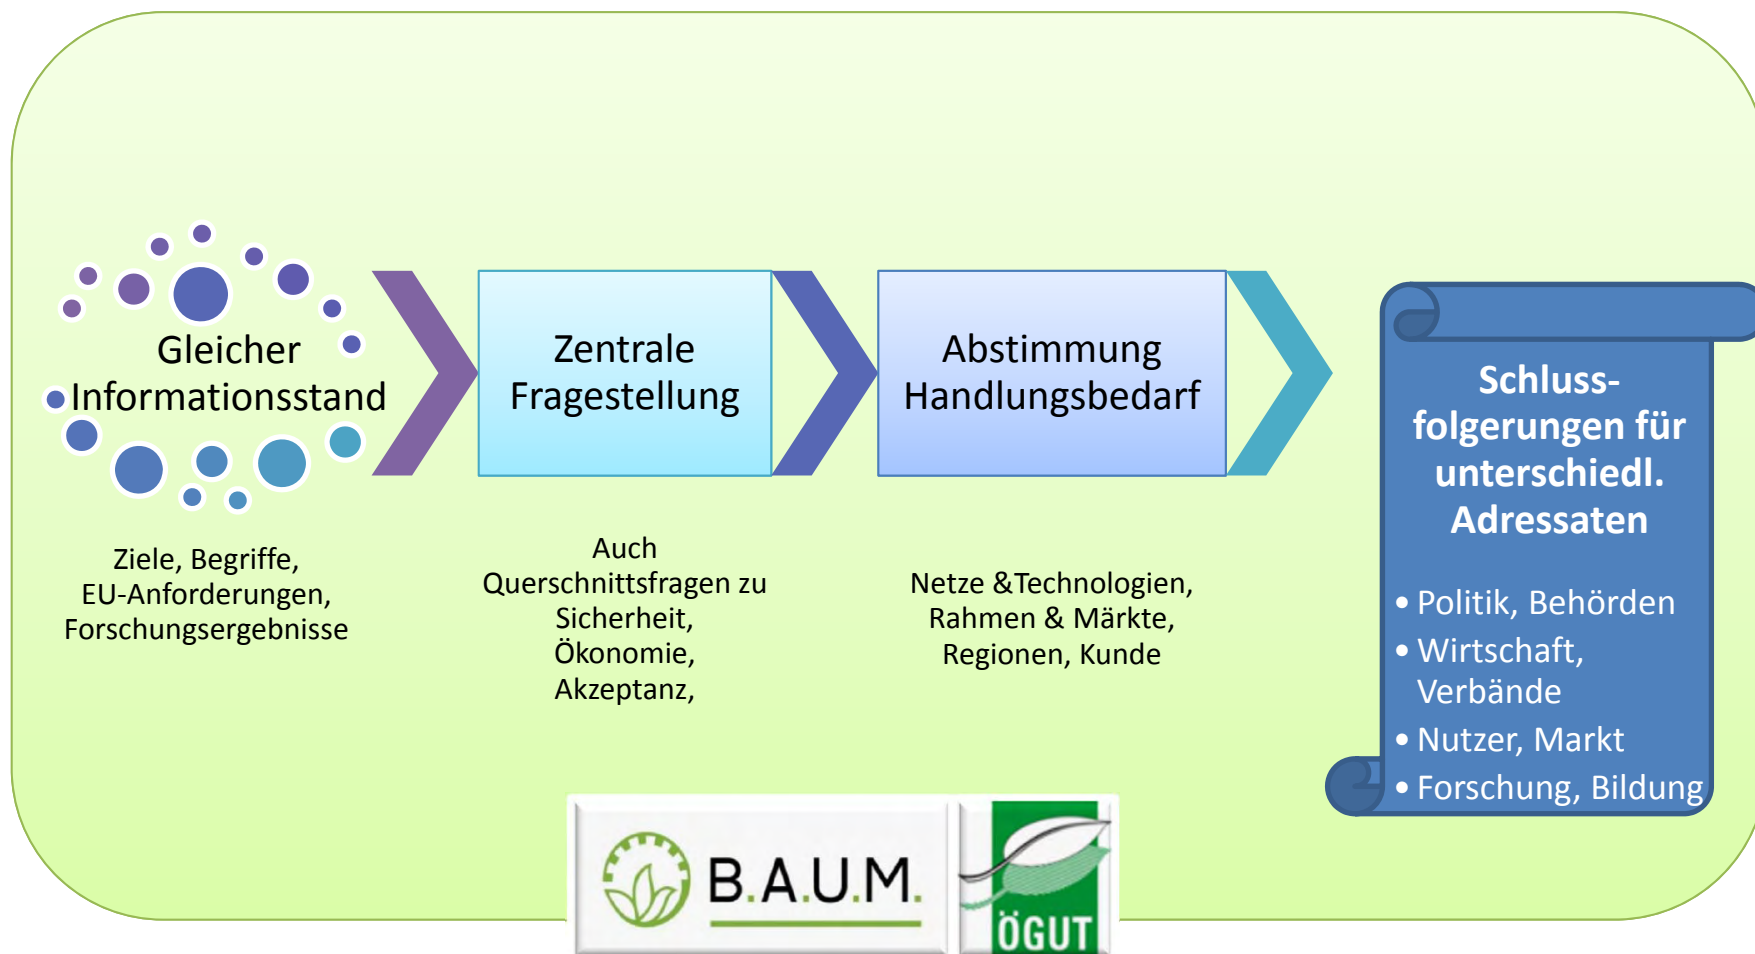 Gleicher
Informationsstand
Ziele, Begriffe,
EU-Anforderungen,
Forschungsergebnisse
Zentrale
Fragestellung
Auch
Querschnittsfragen zu
Sicherheit,
Ökonomie,
Akzeptanz,
Abstimmung
Handlungsbedarf
Netze &Technologien,
Rahmen & Märkte,
Regionen, Kunde
Schluss-
folgerungen für
unterschiedl.
Adressaten
• Politik, Behörden
• Wirtschaft,
Verbände
• Nutzer, Markt
• Forschung, Bildung
B.A.U.M.
ÖGUT